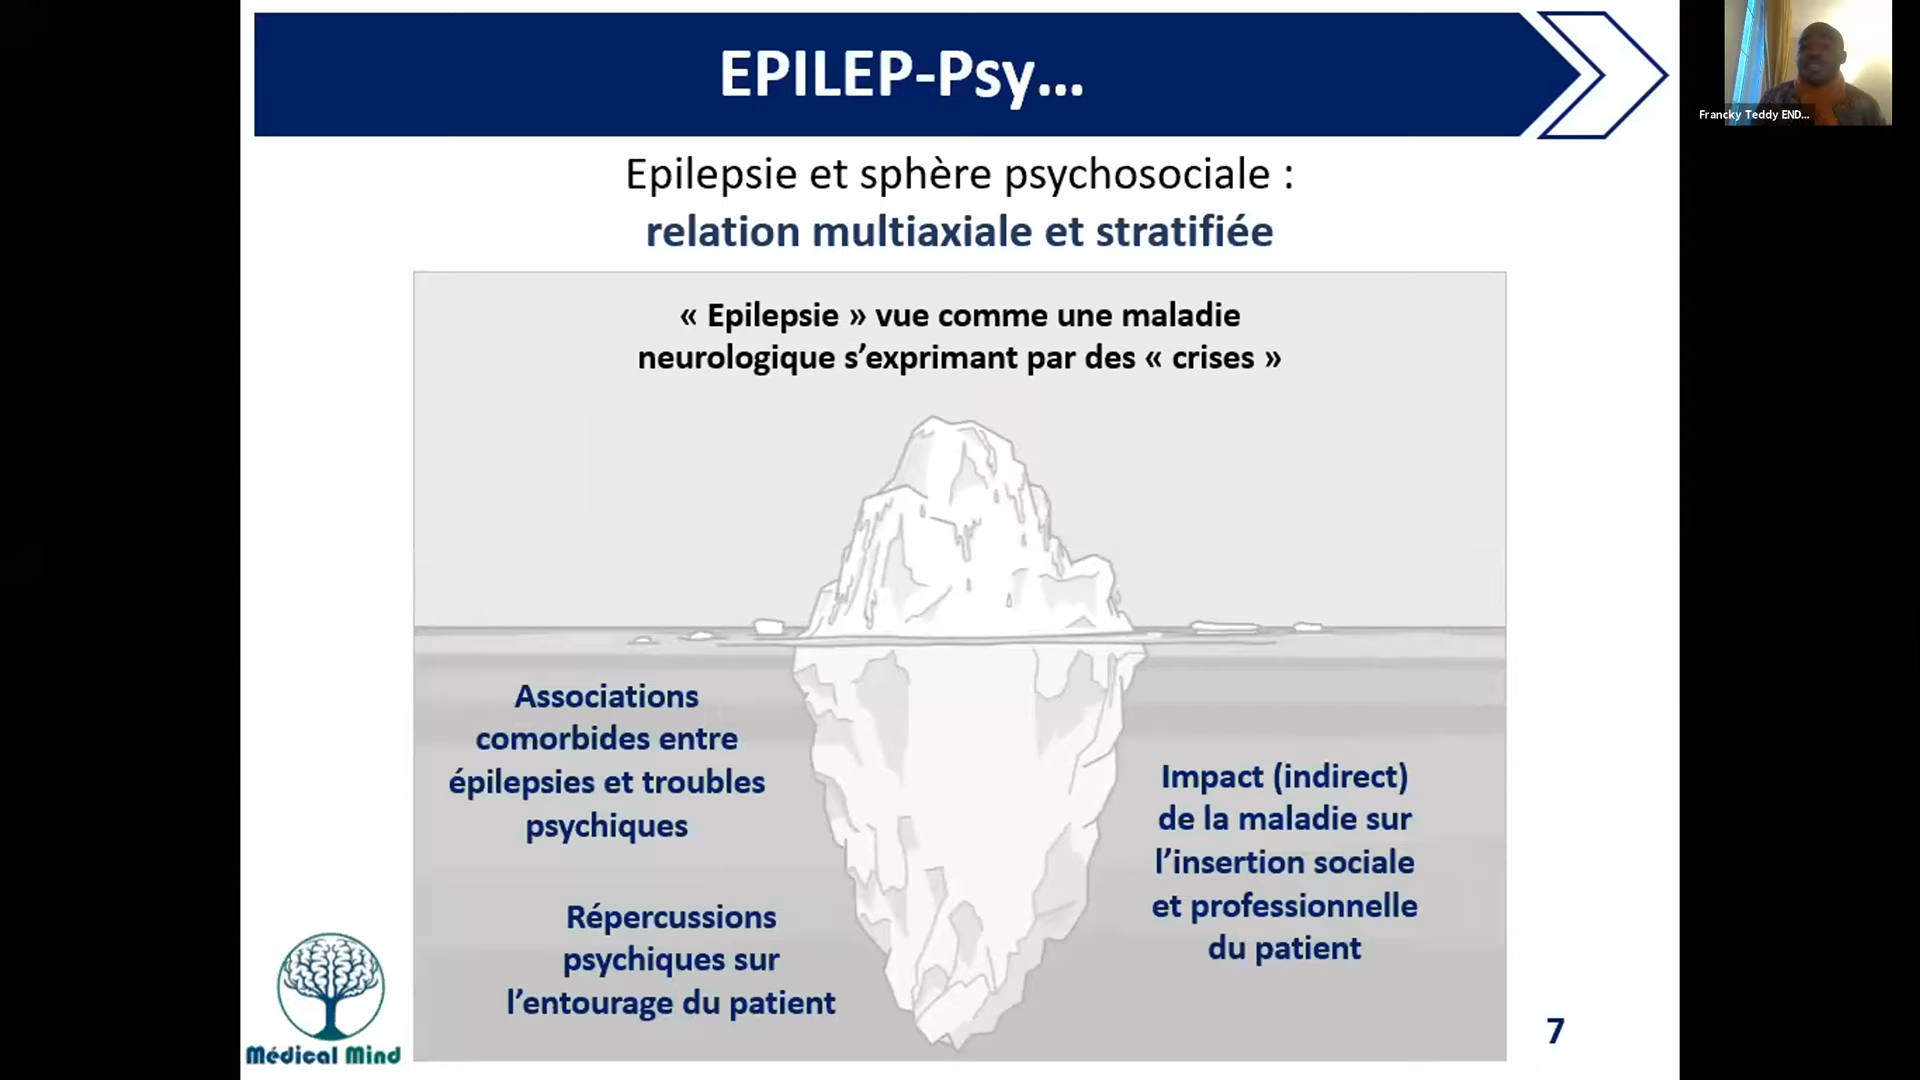 EPILEP-Psy...
Francky Teddy END...
Epilepsie et sphère psychosociale :
relation multiaxiale et stratifiée
« Epilepsie » vue comme une maladie
neurologique s’exprimant par des « crises »
Associations
comorbides entre
épilepsies et troubles
psychiques
Répercussions
psychiques sur
l’entourage du patient
Impact (indirect)
de la maladie sur
l’insertion sociale
et professionnelle
du patient
Médical Mind
7